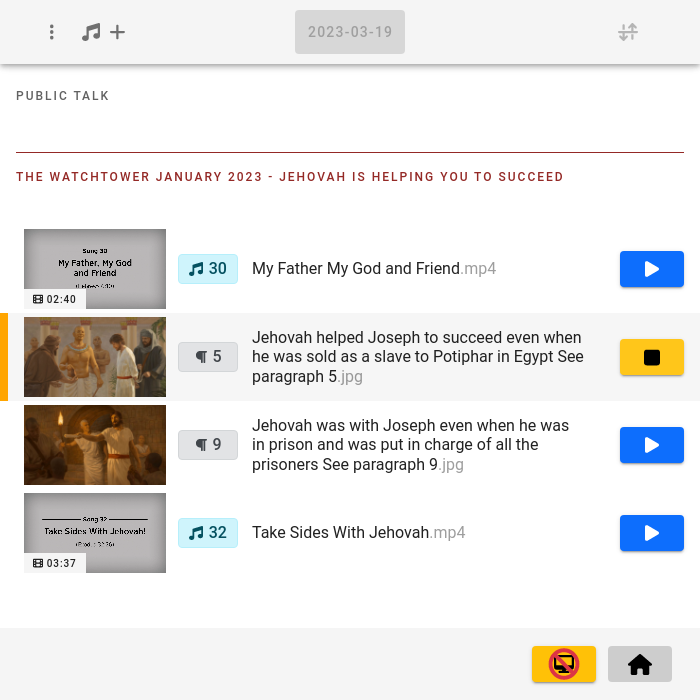 2023-03-19
PUBLIC TALK
THE WATCHTOWER JANUARY 2023 - JEHOVAH IS HELPING YOU TO SUCCEED
Song 30
My Father, My God
and Friend
02:40
30
My Father My God and Friend.mp4
¶ 5
Jehovah helped Joseph to succeed even when
he was sold as a slave to Potiphar in Egypt See
paragraph 5.jpg
¶ 9
Jehovah was with Joseph even when he was
in prison and was put in charge of all the
prisoners See paragraph 9.jpg
Song 32
Take Sides With Jehovah!
03:37
32
Take Sides With Jehovah.mp4